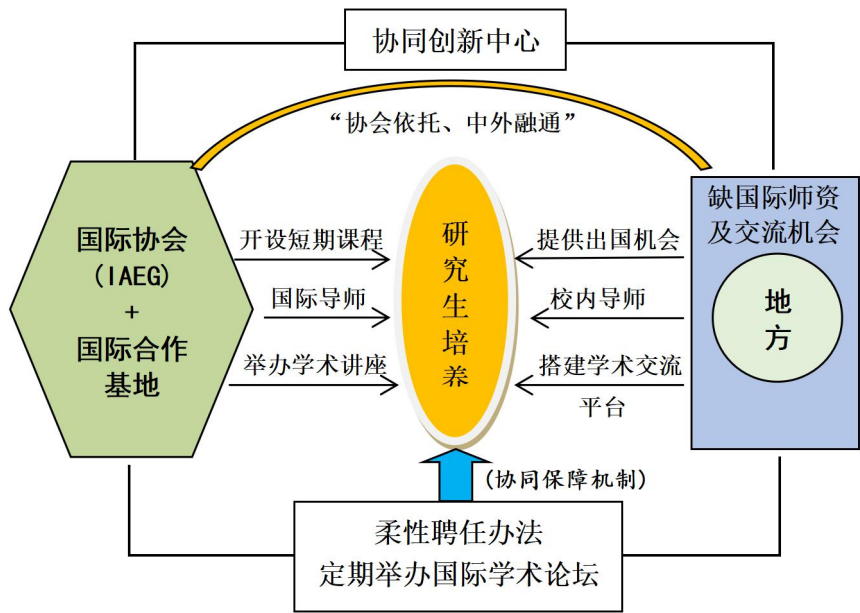 协同创新中心
“协会依托、中外融通”
国际协会
(IAEG)
+
国际合作
基地
开设短期课程
国际导师
举办学术讲座
研究生培养
提供出国机会
校内导师
搭建学术交流
平台
缺国际师资
及交流机会
地方
(协同保障机制)
柔性聘任办法
定期举办国际学术论坛